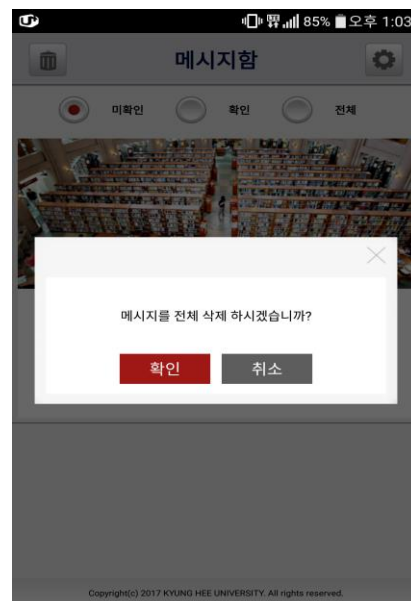 85% 오후 1:03
메시지함
미확인 확인 전체
메시지를 전체 삭제 하시겠습니까?
확인 취소
Copyright(c) 2017 KYUNG HEE UNIVERSITY. All rights reserved.